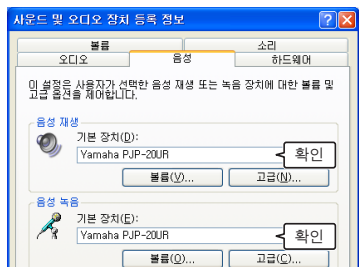 사운드 및 오디오 장치 등록 정보
볼륨 소리
오디오 음성 하드웨어
이 설정은 사용자가 선택한 음성 재생 또는 녹음 장치에 대한 볼륨 및
고급 옵션을 제어합니다.
음성 재생
기본 장치(D):
Yamaha PJP-20UR 확인
볼륨(V)... 고급(N)...
음성 녹음
기본 장치(E):
Yamaha PJP-20UR 확인
볼륨(O)... 고급(C)...